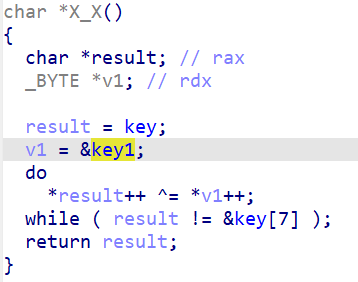 char *X_X()
{
  char *result; // rax
  _BYTE *v1; // rdx

  result = key;
  v1 = &key1;
  do
    *result++ ^= *v1++;
  while ( result != &key[7] );
  return result;
}